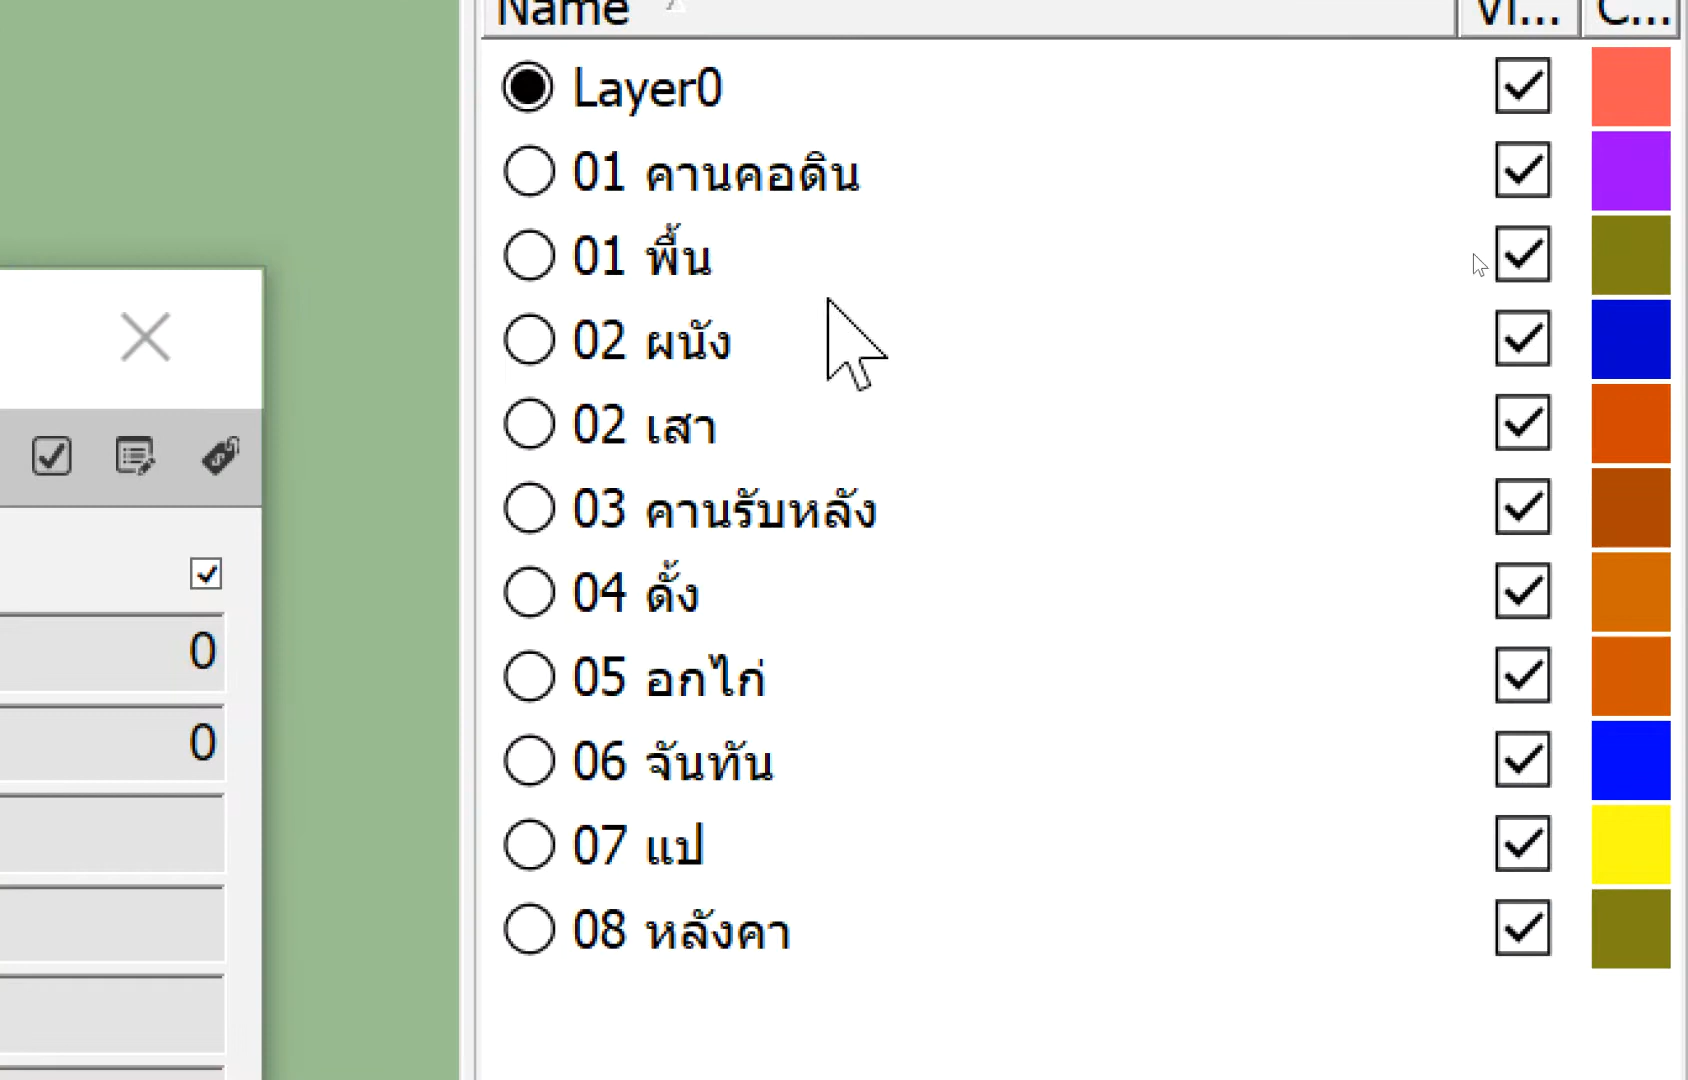 Name Vi... C...
Layer0
01 คานคอดิน
01 พื้น
02 ผนัง
02 เสา
03 คานรับหลัง
04 ดั้ง
05 อกไก่
06 จันทัน
07 แป
08 หลังคา
0
0